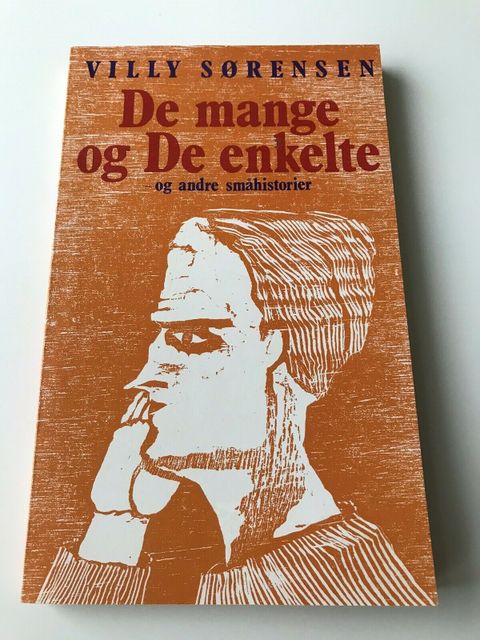 VILLY SØRENSEN
De mange
og De enkelte
og andre småhistorier